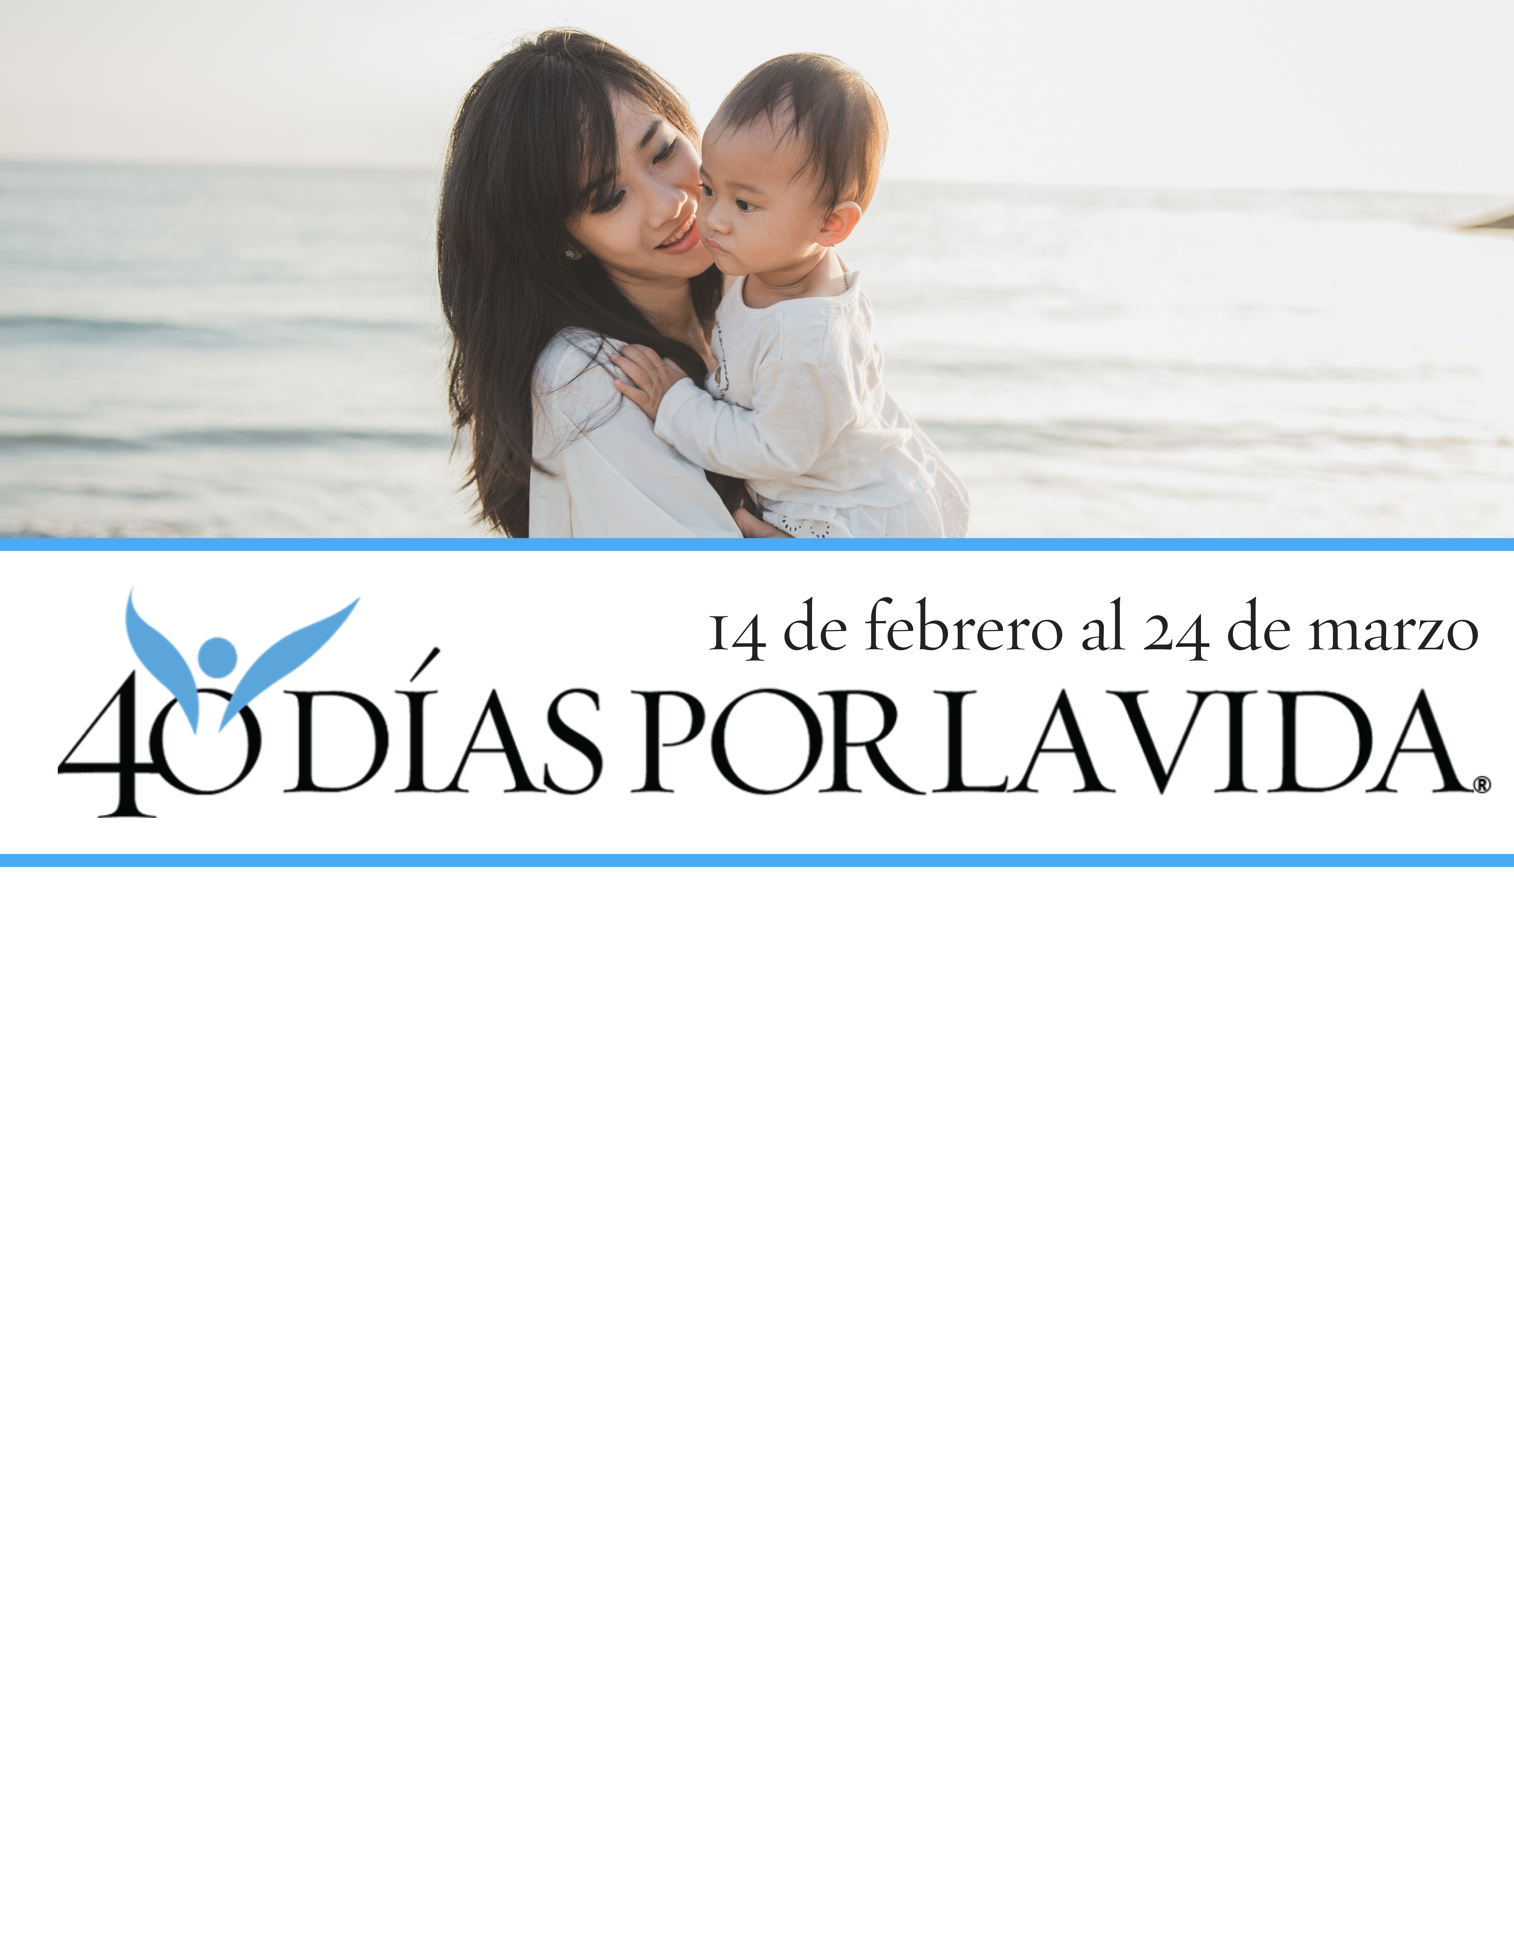 14 de febrero al 24 de marzo
40 DÍAS POR LA VIDA®